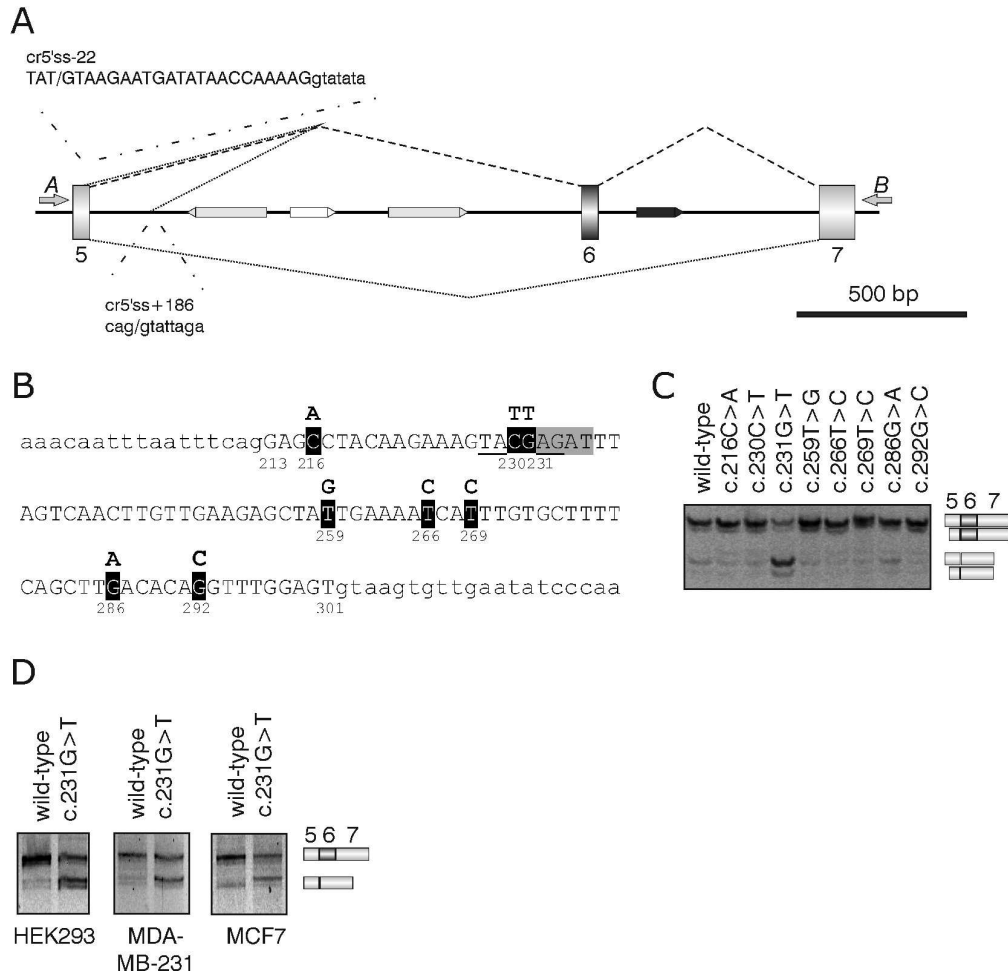 A
cr5'ss-22
TAT/GTAAGAATGATATAACCAAAAGgtatata
A
B
5
6
7
cr5'ss+186
cag/gtattaga
500 bp
B
A
TT
aaacaatttaatttcagGAGCCTACAAGAAAGTACGAGATTT
213 216 230 231
G
C
C
AGTCAACTTGTTGAAGAGCTATTGAAAATCATTTGTGCTTTT
259 266 269
A
C
CAGCTTGACACAGGTTTGGAGTgtaagtgttgaatatcccaa
286 292 301
C
wild-type
c.216C>A
c.230C>T
c.231G>T
c.259T>G
c.266T>C
c.269T>C
c.286G>A
c.292G>C
5 6 7
D
wild-type
c.231G>T
wild-type
c.231G>T
wild-type
c.231G>T
5 6 7
HEK293
MDA-
MB-231
MCF7